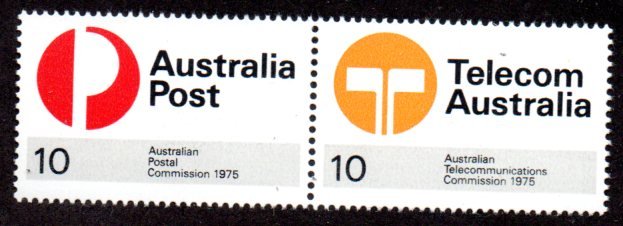 Australia
Post
10
Australian
Postal
Commission 1975
Telecom
Australia
10
Australian
Telecommunications
Commission 1975